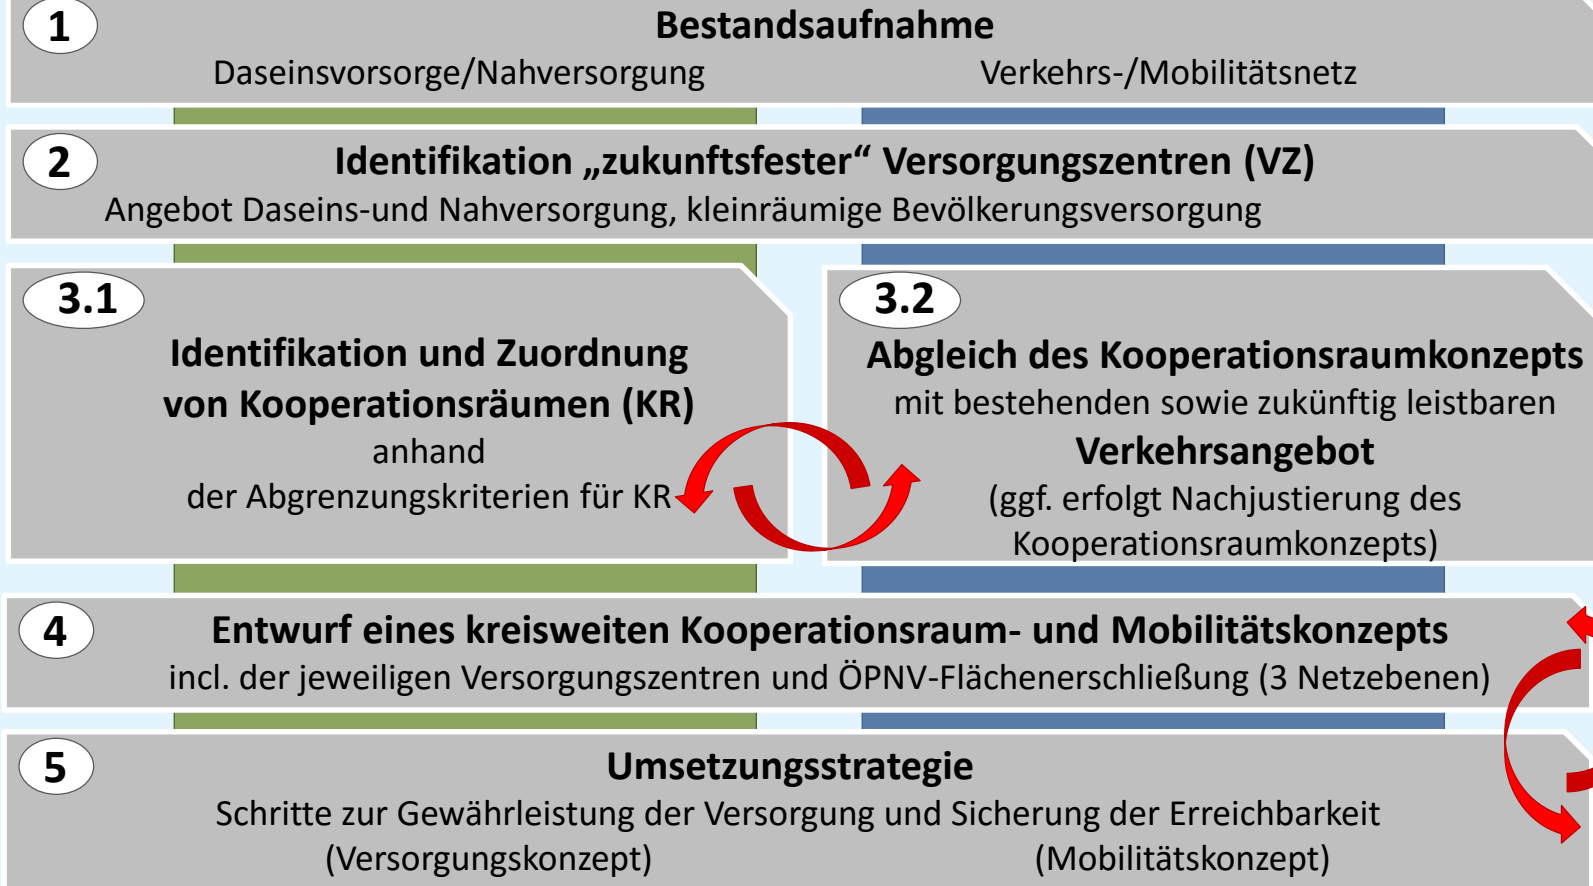 1
Bestandsaufnahme
Daseinsvorsorge/Nahversorgung Verkehrs-/Mobilitätsnetz
2
Identifikation „zukunftsfester“ Versorgungszentren (VZ)
Angebot Daseins-und Nahversorgung, kleinräumige Bevölkerungsversorgung
3.1
Identifikation und Zuordnung
von Kooperationsräumen (KR)
anhand
der Abgrenzungskriterien für KR
3.2
Abgleich des Kooperationsraumkonzepts
mit bestehenden sowie zukünftig leistbaren
Verkehrsangebot
(ggf. erfolgt Nachjustierung des
Kooperationsraumkonzepts)
4
Entwurf eines kreisweiten Kooperationsraum- und Mobilitätskonzepts
incl. der jeweiligen Versorgungszentren und ÖPNV-Flächenerschließung (3 Netzebenen)
5
Umsetzungsstrategie
Schritte zur Gewährleistung der Versorgung und Sicherung der Erreichbarkeit
(Versorgungskonzept) (Mobilitätskonzept)